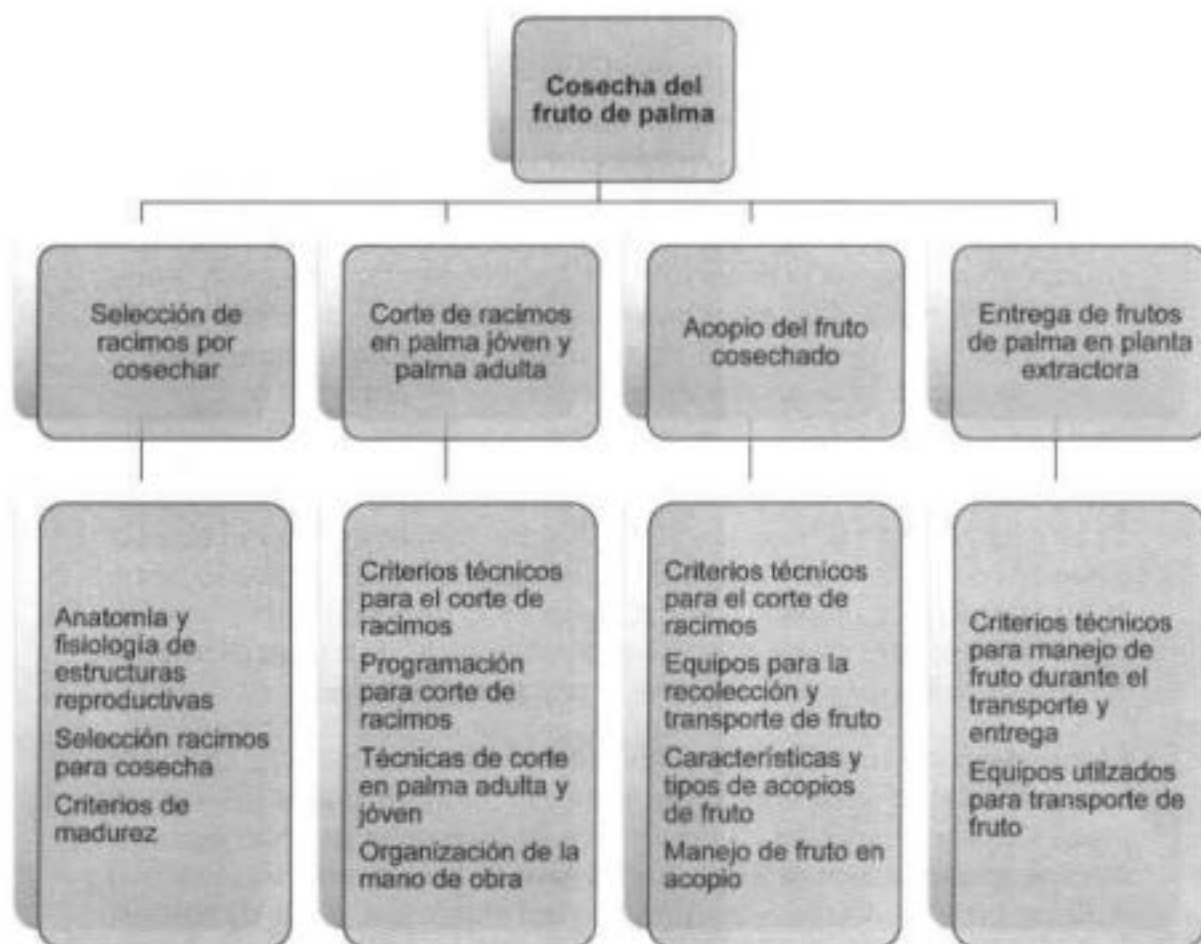 Cosecha del
fruto de palma
Selección de
racimos por
cosechar
Corte de racimos
en palma jóven y
palma adulta
Acopio del fruto
cosechado
Entrega de frutos
de palma en planta
extractora
Anatomía y
fisiología de
estructuras
reproductivas
Selección racimos
para cosecha
Criterios de
madurez
Criterios técnicos
para el corte de
racimos
Programación
para corte de
racimos
Técnicas de corte
en palma adulta y
jóven
Organización de la
mano de obra
Criterios técnicos
para el corte de
racimos
Equipos para la
recolección y
transporte de fruto
Características y
tipos de acopios
de fruto
Manejo de fruto en
acopio
Criterios técnicos
para manejo de
fruto durante el
transporte y
entrega
Equipos utilzados
para transporte de
fruto